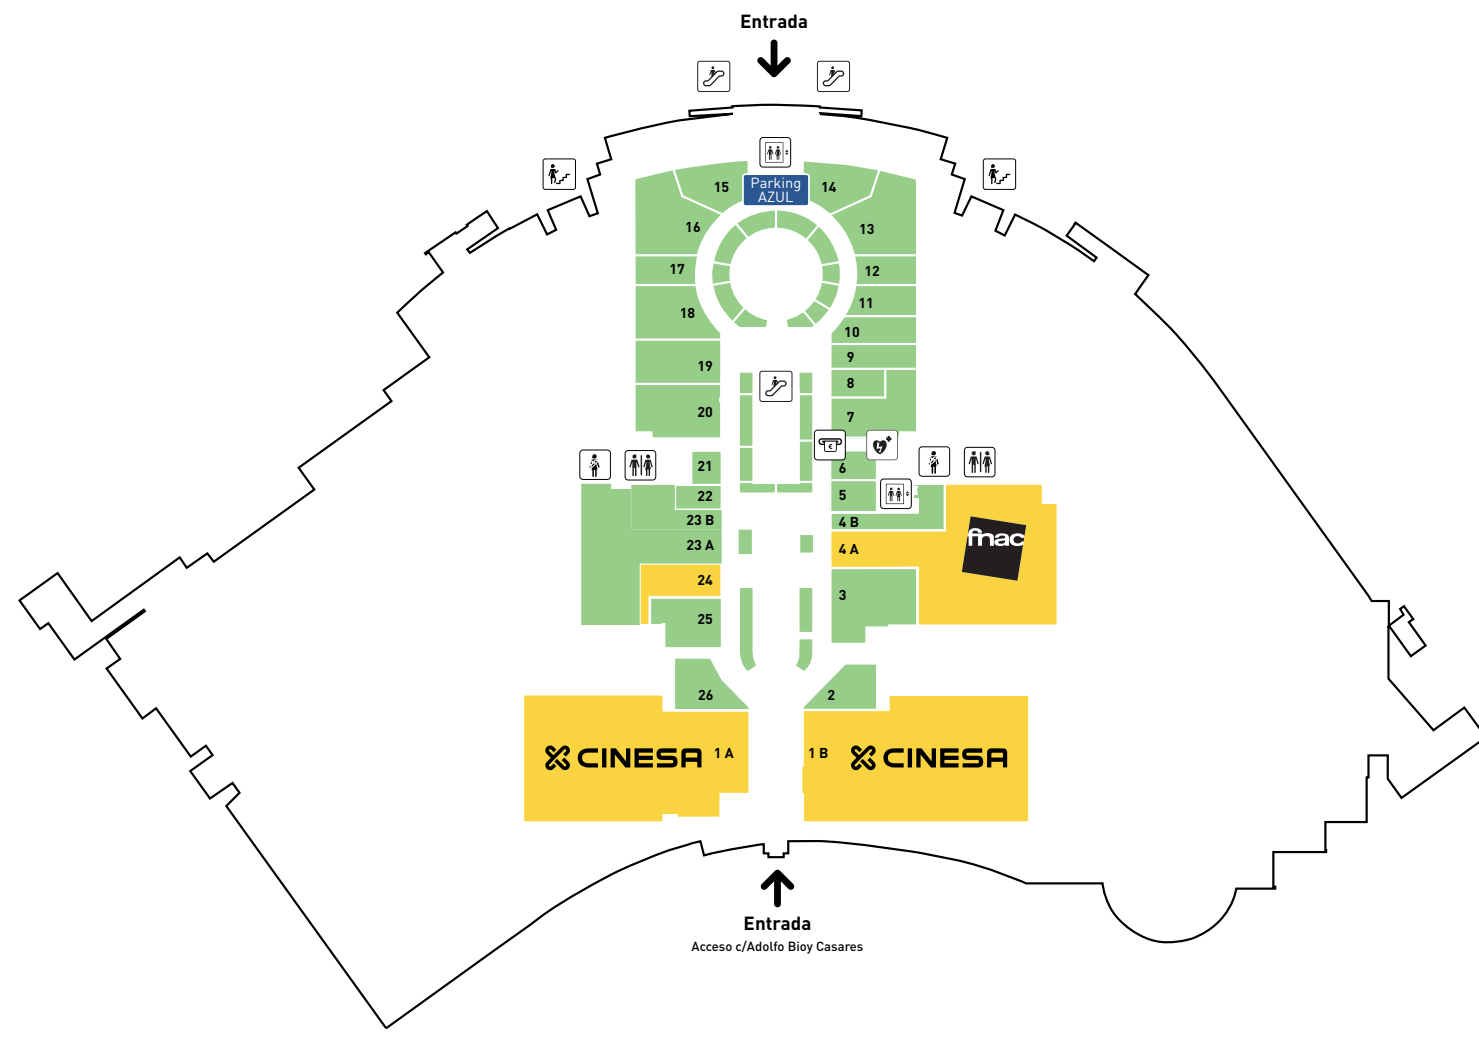 Entrada
Parking
AZUL
15
14
16
13
17
12
18
11
10
19
9
8
20
7
€
21
6
22
5
23 B
4 B
23 A
4 A
fnac
24
3
25
26
2
CINESA 1 A
1 B CINESA
Entrada
Acceso c/Adolfo Bioy Casares